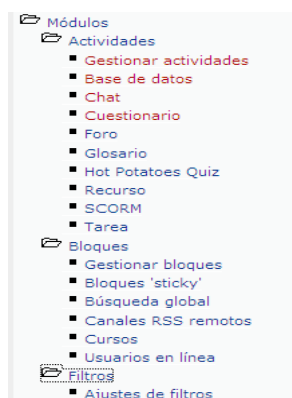 Módulos
Actividades
Gestionar actividades
Base de datos
Chat
Cuestionario
Foro
Glosario
Hot Potatoes Quiz
Recurso
SCORM
Tarea
Bloques
Gestionar bloques
Bloques 'sticky'
Búsqueda global
Canales RSS remotos
Cursos
Usuarios en línea
Filtros
Ajustes de filtros